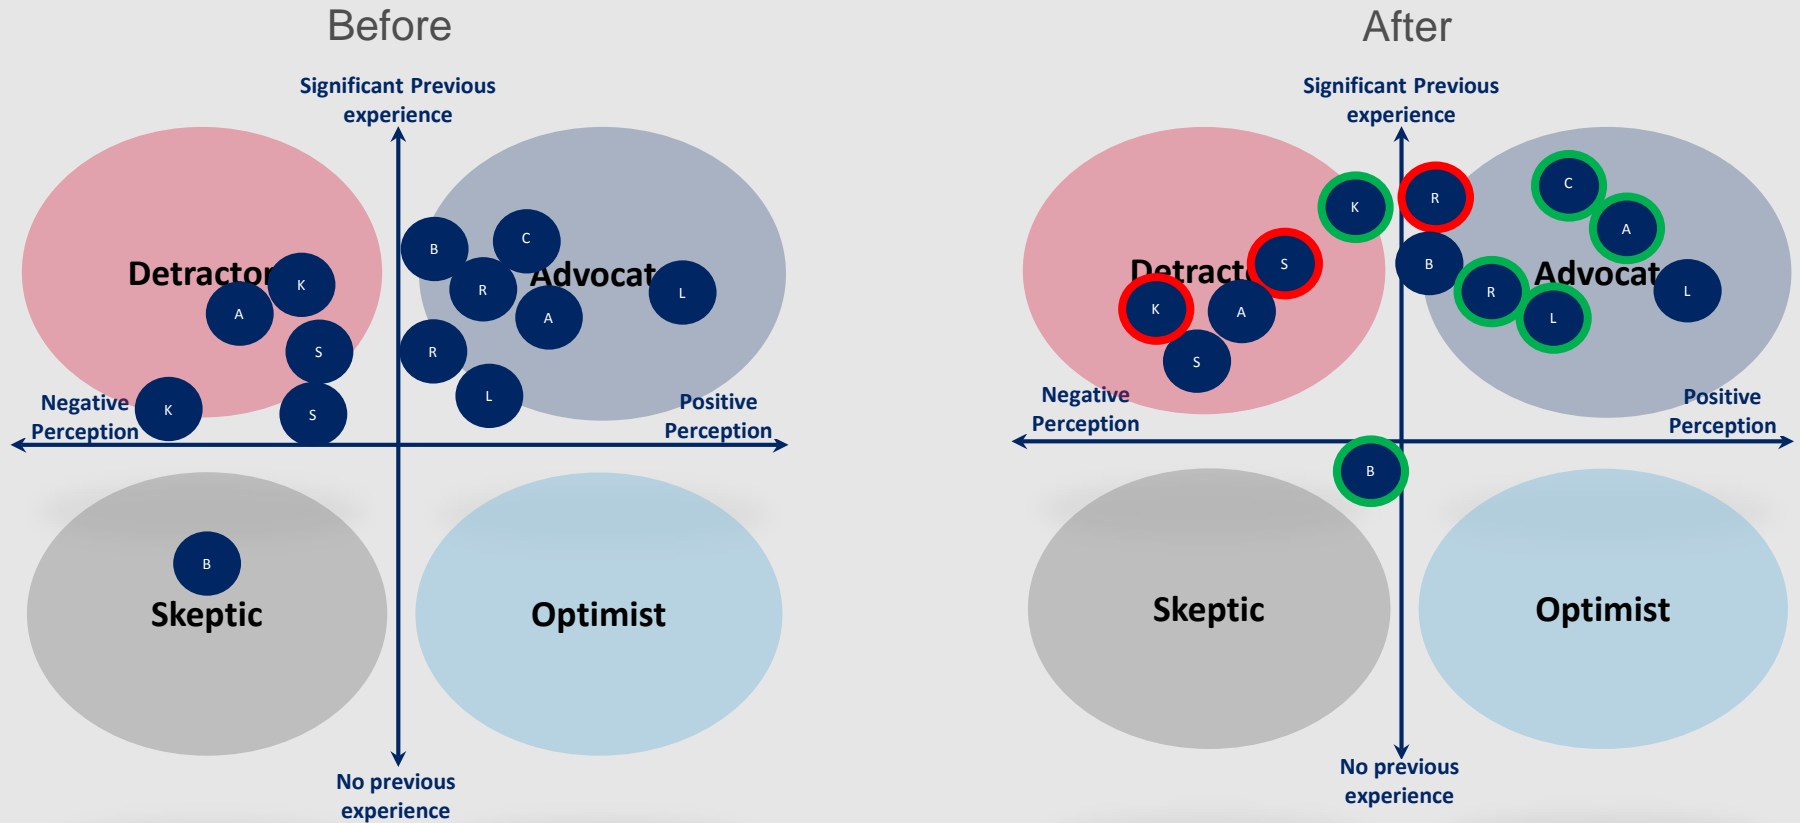 Before
Significant Previous
experience
B
C
Detractor
K
Advocat
R
L
A
A
S
R
L
Negative
Perception
K
S
Positive
Perception
B
Skeptic
Optimist
No previous
experience
After
Significant Previous
experience
C
R
K
A
S
B
Detract
Advocat
R
L
K
A
L
S
Negative
Perception
Positive
Perception
B
Skeptic
Optimist
No previous
experience